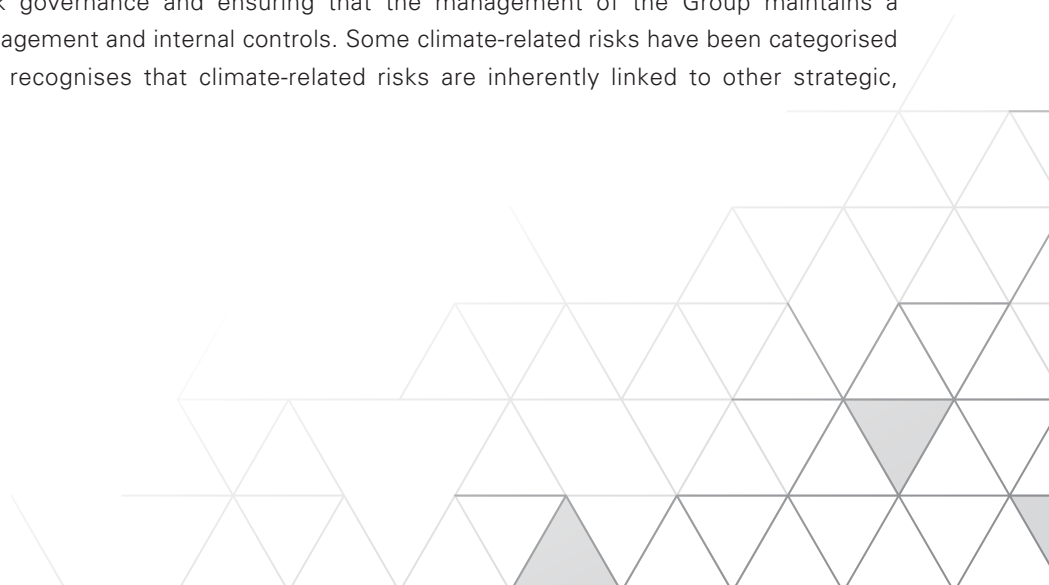 governance and ensuring that the management of the Group maintains a
agement and internal controls. Some climate-related risks have been categorised
recognises that climate-related risks are inherently linked to other strategic,